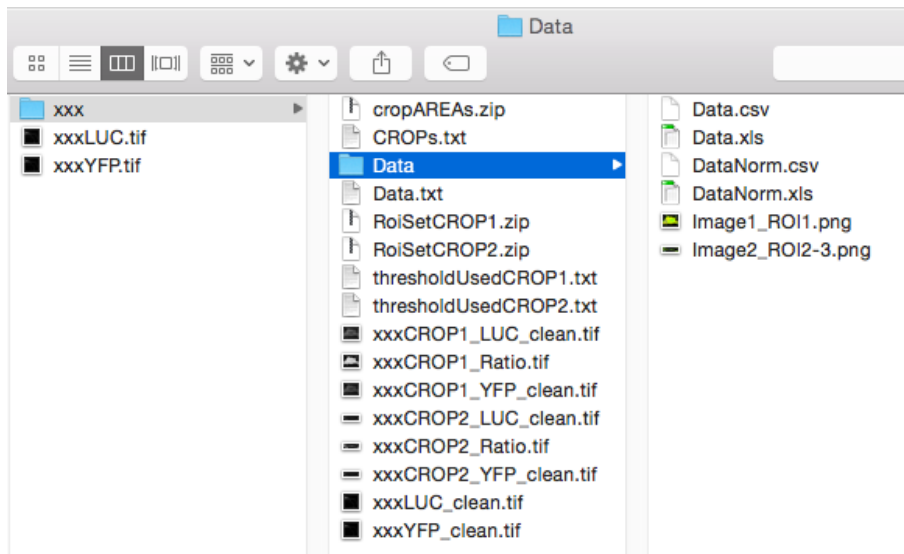 Data
xxx
xxxLUC.tif
xxxYFP.tif
cropAREAs.zip
CROPs.txt
Data
Data.txt
RoiSetCROP1.zip
RoiSetCROP2.zip
thresholdUsedCROP1.txt
thresholdUsedCROP2.txt
xxxCROP1_LUC_clean.tif
xxxCROP1_Ratio.tif
xxxCROP1_YFP_clean.tif
xxxCROP2_LUC_clean.tif
xxxCROP2_Ratio.tif
xxxCROP2_YFP_clean.tif
xxxLUC_clean.tif
xxxYFP_clean.tif
Data.csv
Data.xls
DataNorm.csv
DataNorm.xls
Image1_ROI1.png
Image2_ROI2-3.png